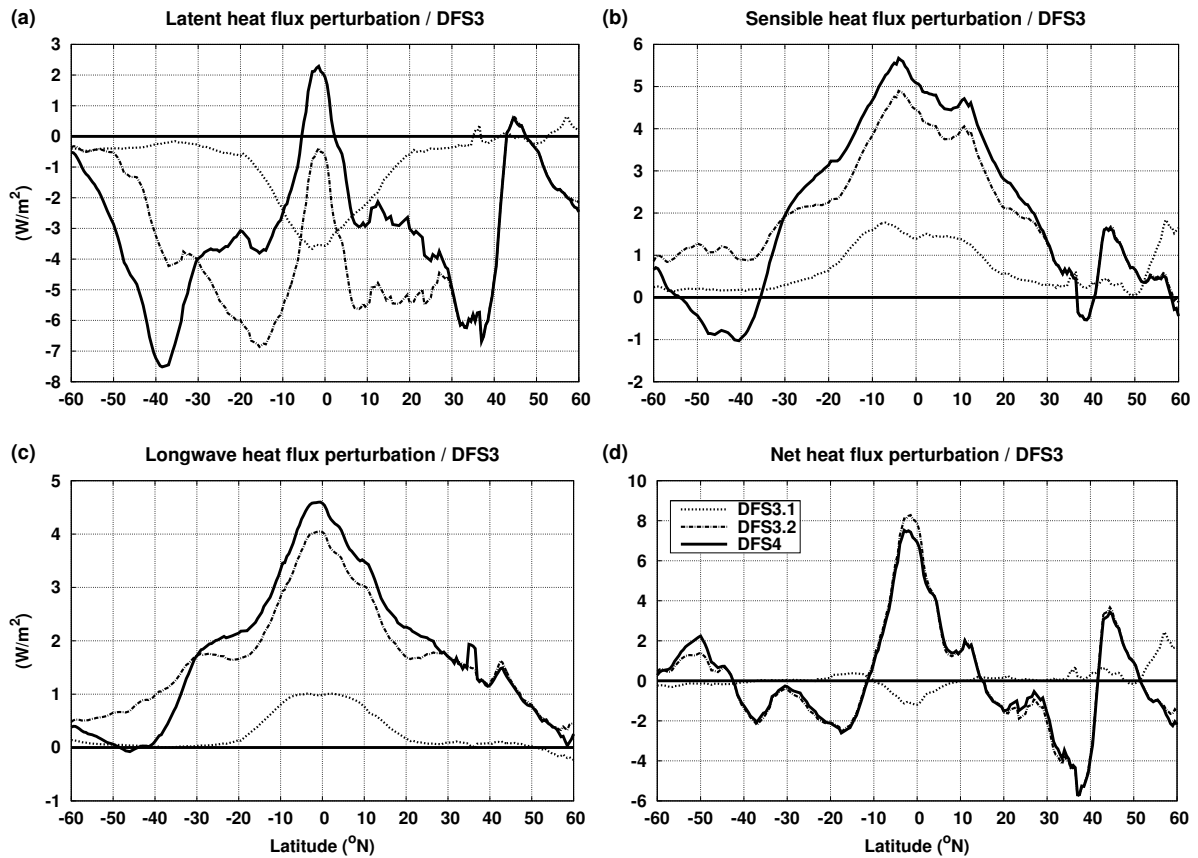 (a) Latent heat flux perturbation / DFS3
3
2
1
0
-1
-2
-3
-4
-5
-6
-7
-8
(W/m2)
-60 -50 -40 -30 -20 -10 0 10 20 30 40 50 60
(b) Sensible heat flux perturbation / DFS3
6
5
4
3
2
1
0
-1
-2
-60 -50 -40 -30 -20 -10 0 10 20 30 40 50 60
(c) Longwave heat flux perturbation / DFS3
5
4
3
2
1
0
-1
(W/m2)
-60 -50 -40 -30 -20 -10 0 10 20 30 40 50 60
Latitude (oN)
(d) Net heat flux perturbation / DFS3
10
8
6
4
2
0
-2
-4
-6
DFS3.1
DFS3.2
DFS4
-60 -50 -40 -30 -20 -10 0 10 20 30 40 50 60
Latitude (oN)